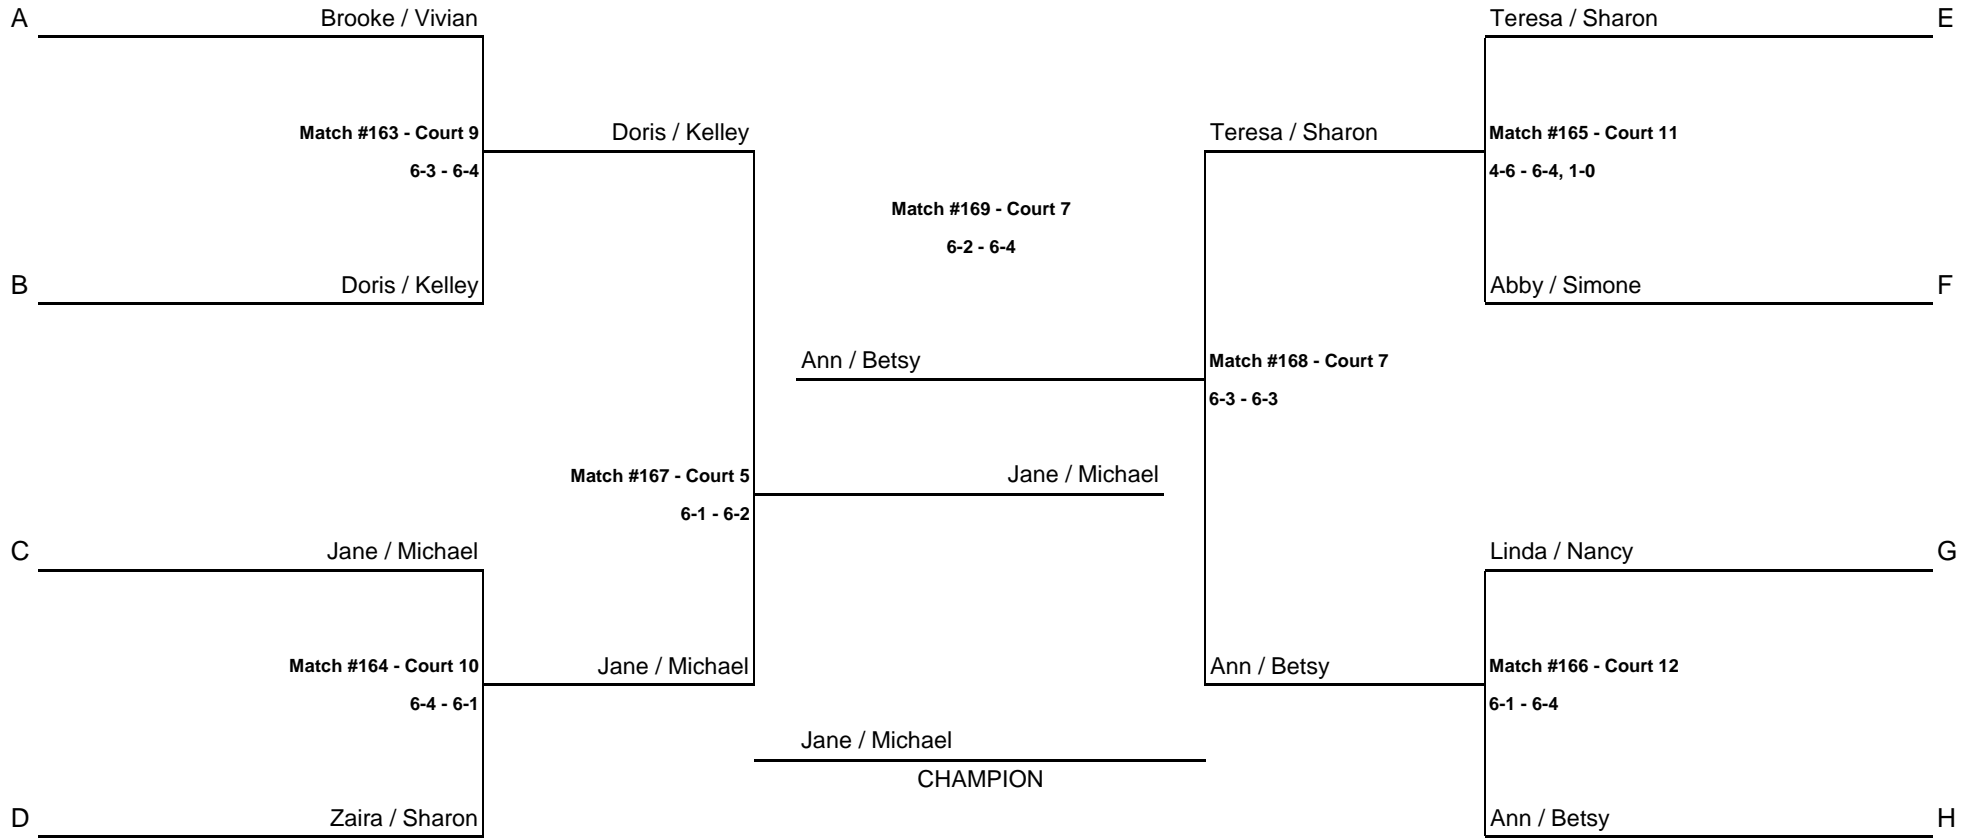 A
Brooke / Vivian
Teresa / Sharon
E
Match #163 - Court 9
Doris / Kelley
Teresa / Sharon
Match #165 - Court 11
6-3 - 6-4
4-6 - 6-4, 1-0
Match #169 - Court 7
6-2 - 6-4
B
Doris / Kelley
Abby / Simone
F
Ann / Betsy
Match #168 - Court 7
6-3 - 6-3
Match #167 - Court 5
Jane / Michael
6-1 - 6-2
C
Jane / Michael
Linda / Nancy
G
Match #164 - Court 10
Jane / Michael
Ann / Betsy
Match #166 - Court 12
6-4 - 6-1
6-1 - 6-4
Jane / Michael
CHAMPION
D
Zaira / Sharon
Ann / Betsy
H